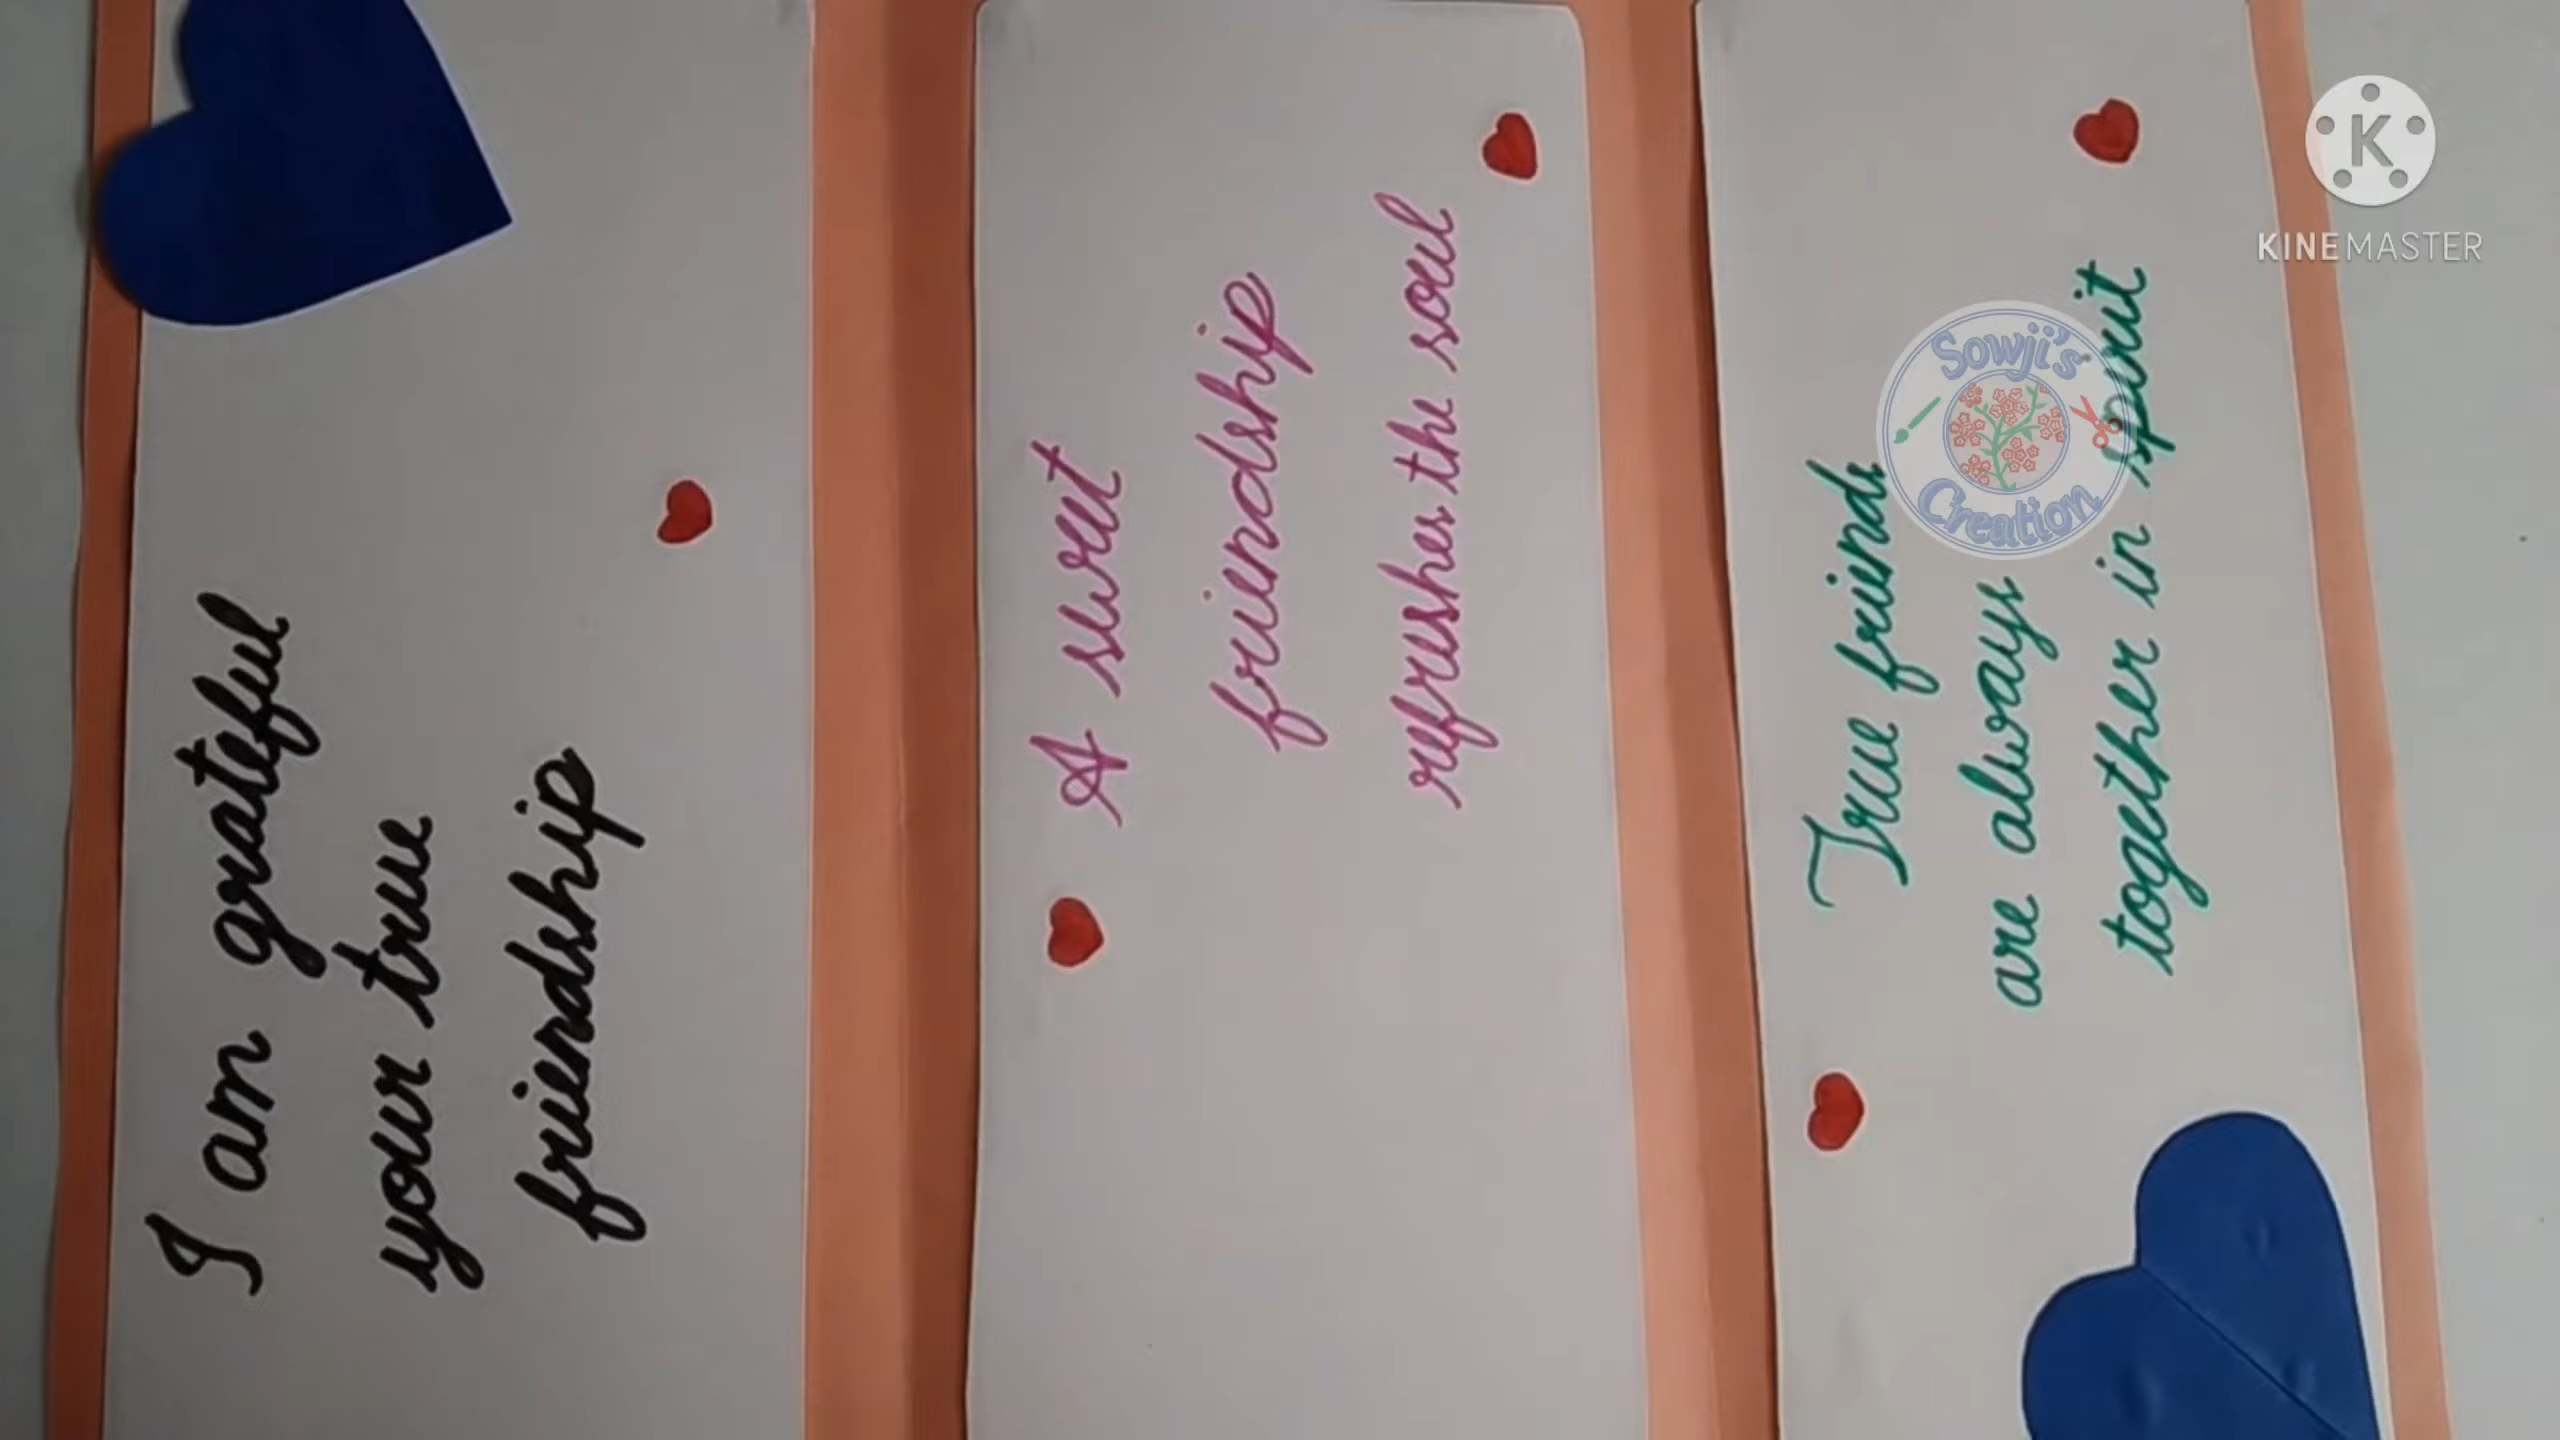 I am grateful
your true
friendship
A sweet
friendship
refreshes the soul
True friends
are always
together in spirit
Sowji's
Creation
K
KINEMASTER